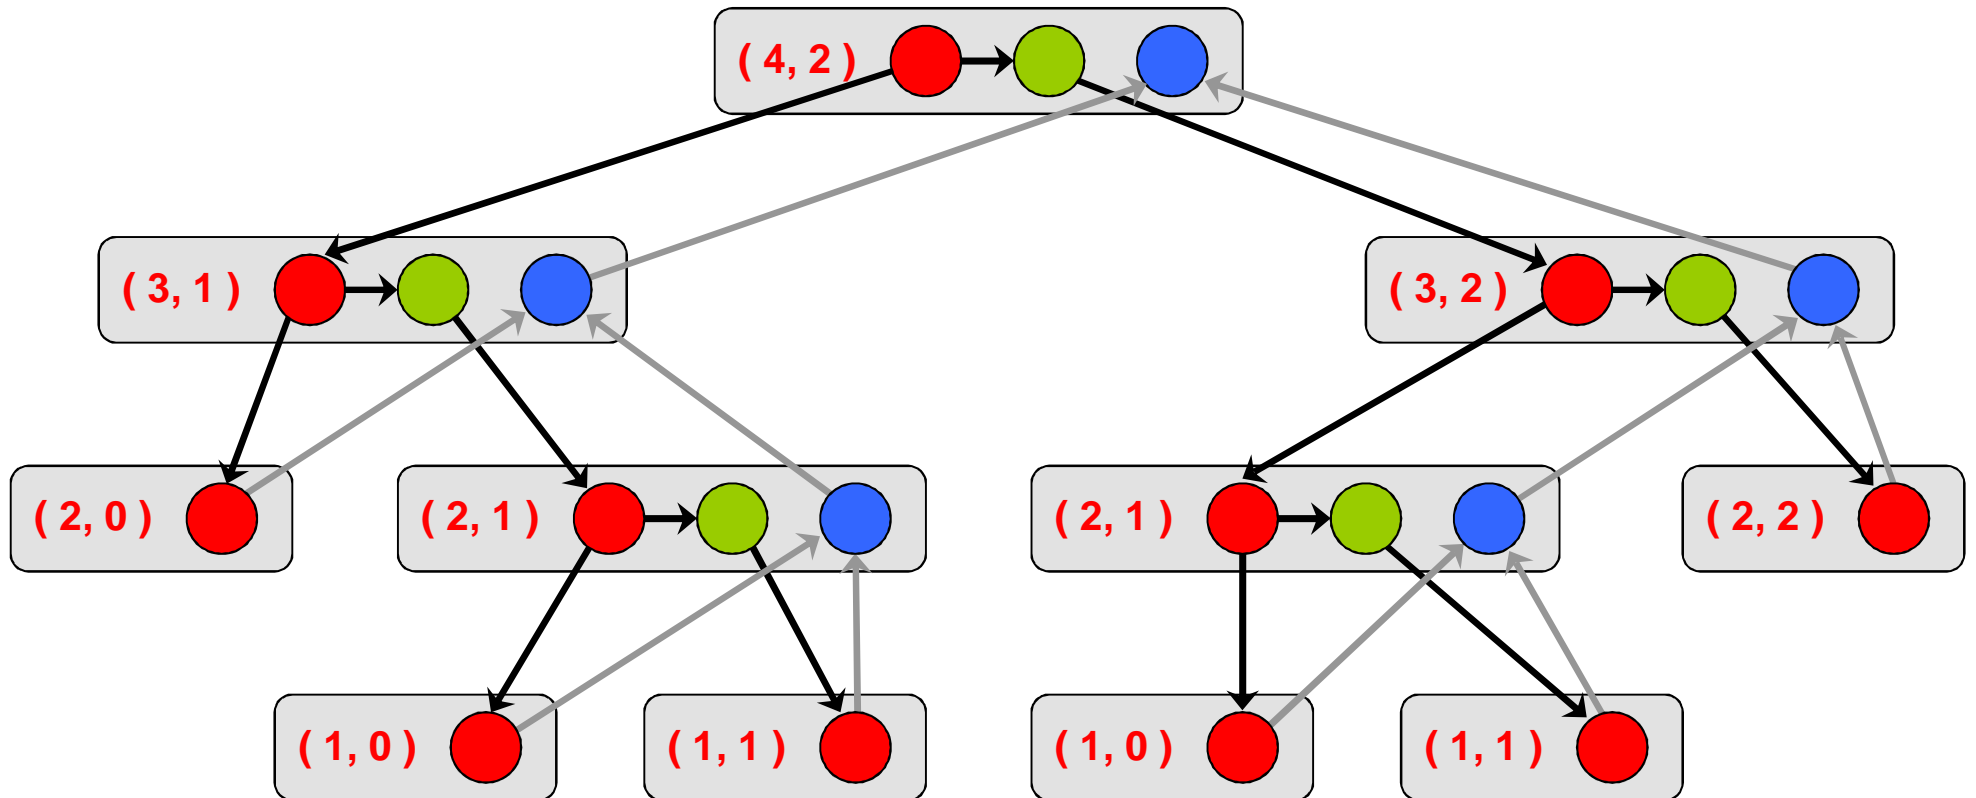 ( 4, 2 )
( 3, 1 )
( 3, 2 )
( 2, 0 )
( 2, 1 )
( 2, 1 )
( 2, 2 )
( 1, 0 )
( 1, 1 )
( 1, 0 )
( 1, 1 )